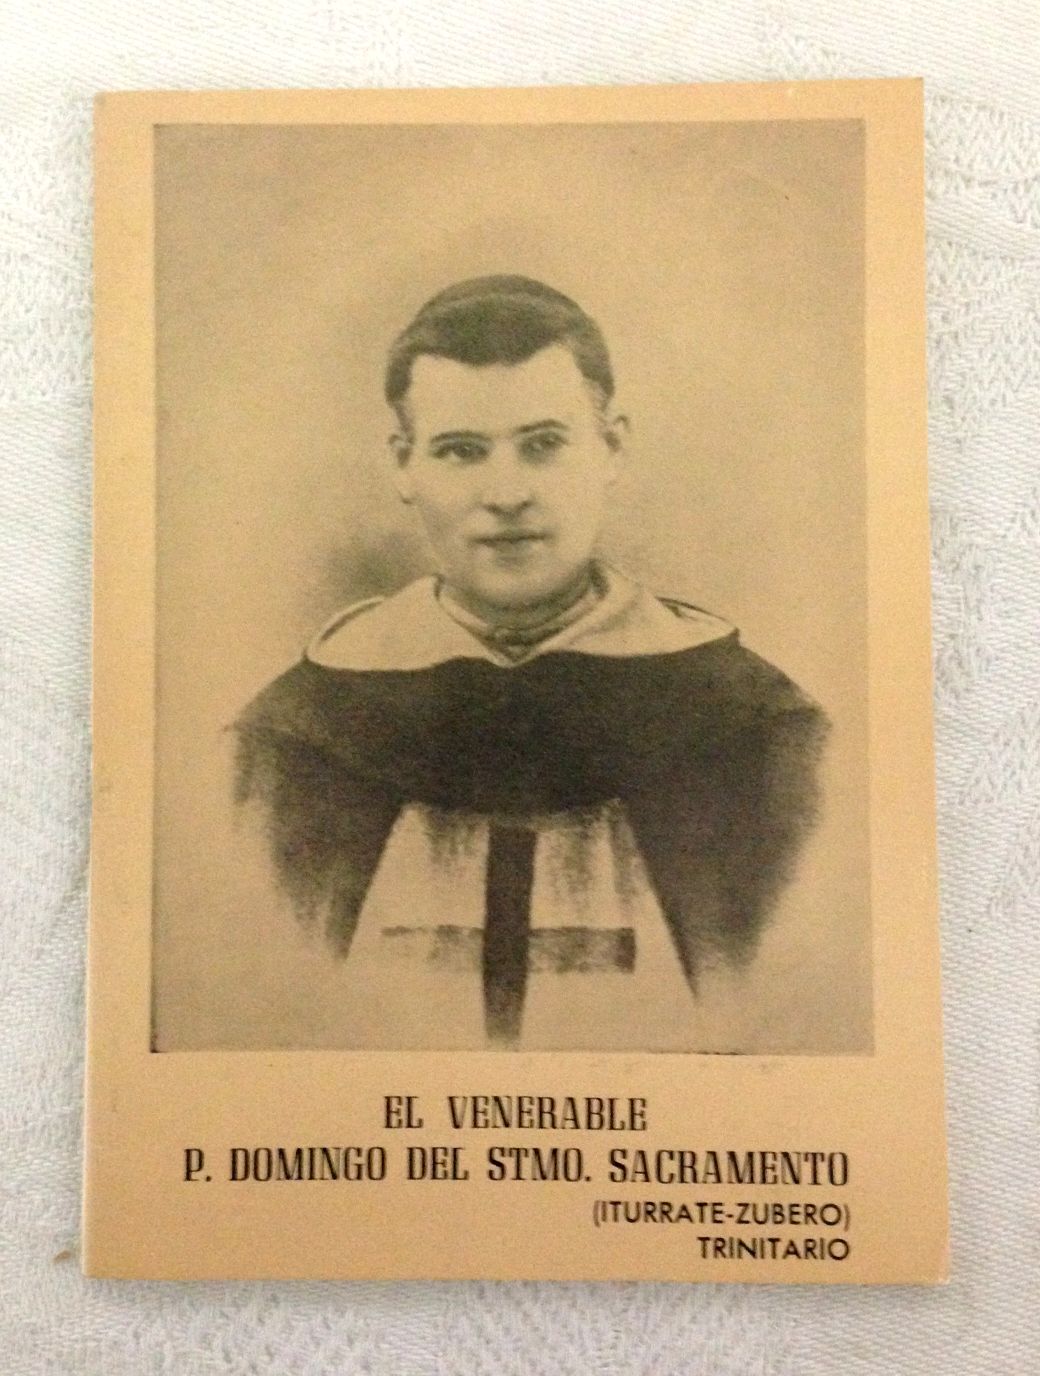 EL VENERABLE
P. DOMINGO DEL STMO. SACRAMENTO
(ITURRATE-ZUBERO)
TRINITARIO